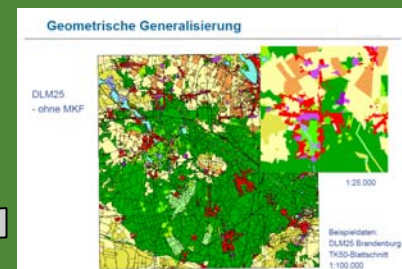 Geometrische Generalisierung
DLM25
- ohne MKF
1:25.000
Beispieldaten:
DLM25 Brandenburg
TK50-Blattschnitt
1:100.000